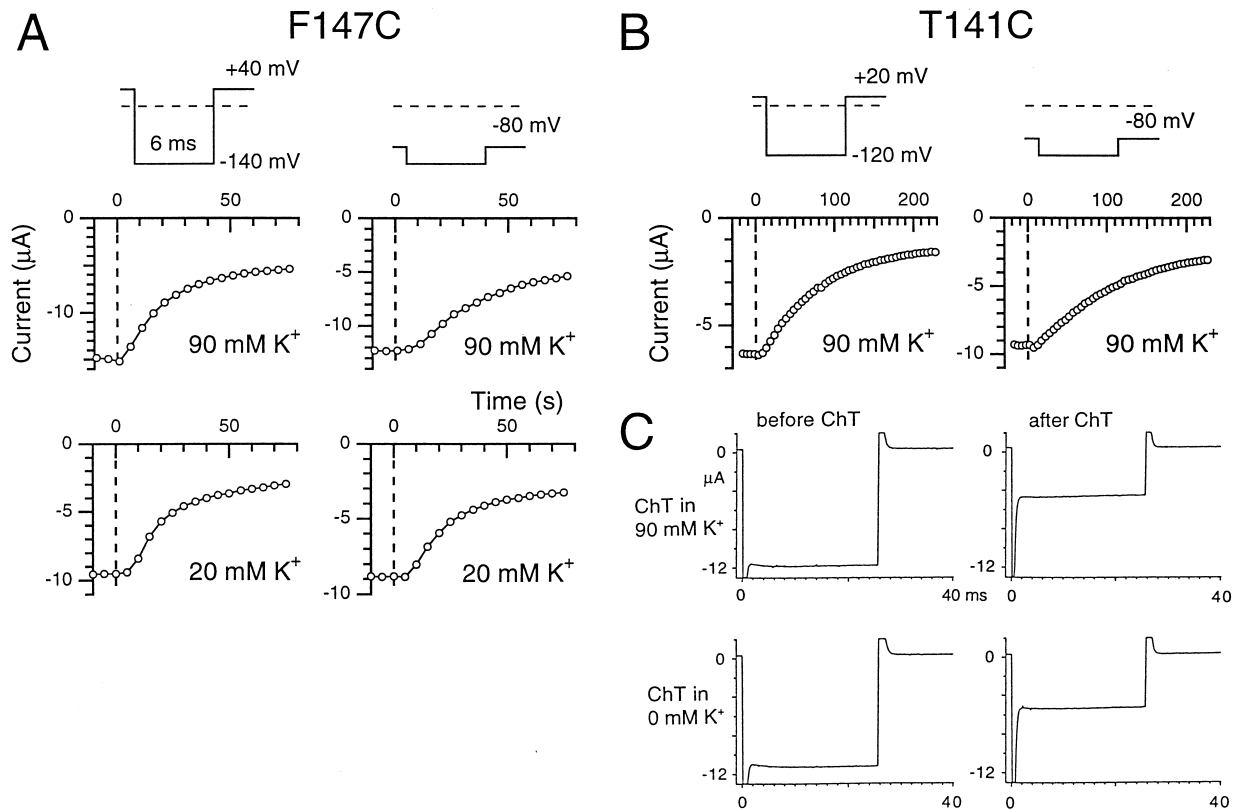 A
F147C
B
T141C
+40 mV
6 ms
-140 mV
-80 mV
+20 mV
-120 mV
-80 mV
0 50
0
-10
Current (µA)
90 mM K+
0 50
0
-5
-10
90 mM K+
0 100 200
0
-5
Current (µA)
90 mM K+
0 100 200
0
-5
-10
90 mM K+
Time (s)
0 50
0
-5
-10
20 mM K+
0 50
0
-5
-10
20 mM K+
C
before ChT
after ChT
ChT in
90 mM K+
0
µA
-12
0 40 ms
0
-12
0 40
ChT in
0 mM K+
0
-12
0 40
0
-12
0 40